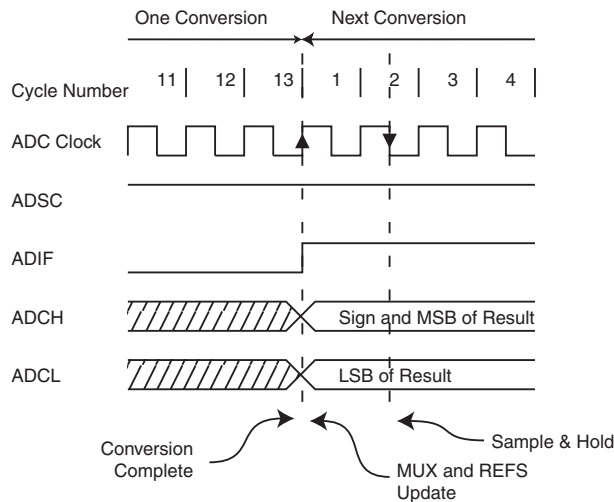 One Conversion Next Conversion
Cycle Number 11 12 13 1 2 3 4
ADC Clock
ADSC
ADIF
ADCH Sign and MSB of Result
ADCL LSB of Result
Conversion
Complete
MUX and REFS
Update
Sample & Hold